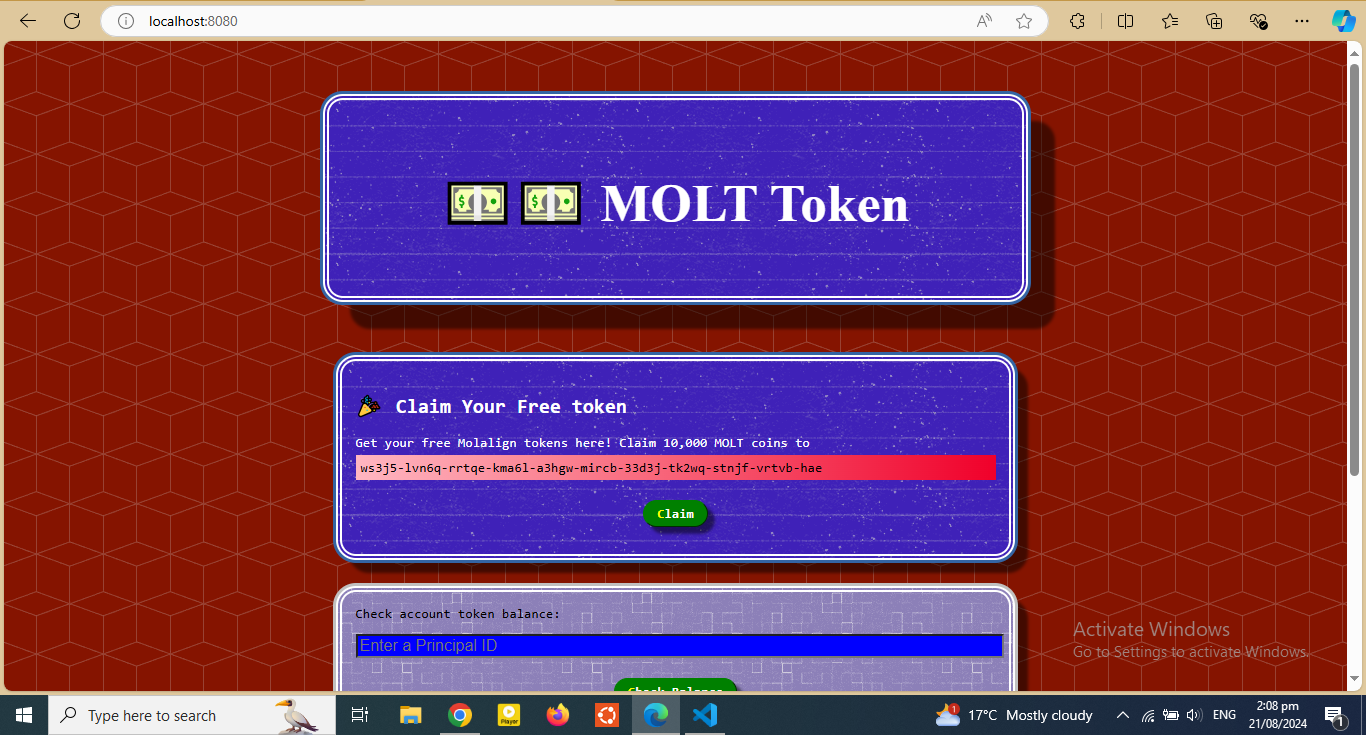 localhost:8080
MOLT Token
Claim Your Free token
Get your free Molalign tokens here! Claim 10,000 MOLT coins to
ws3j5-lvn6q-rrtqe-kma6l-a3hgw-mircb-33d3j-tk2wq-stnjf-vrtvb-hae
Claim
Check account token balance:
Enter a Principal ID
Check Balance
Activate Windows
Go to Settings to activate Windows.
Type here to search
Player
1
17°C Mostly cloudy
ENG
2:08 pm
21/08/2024
1